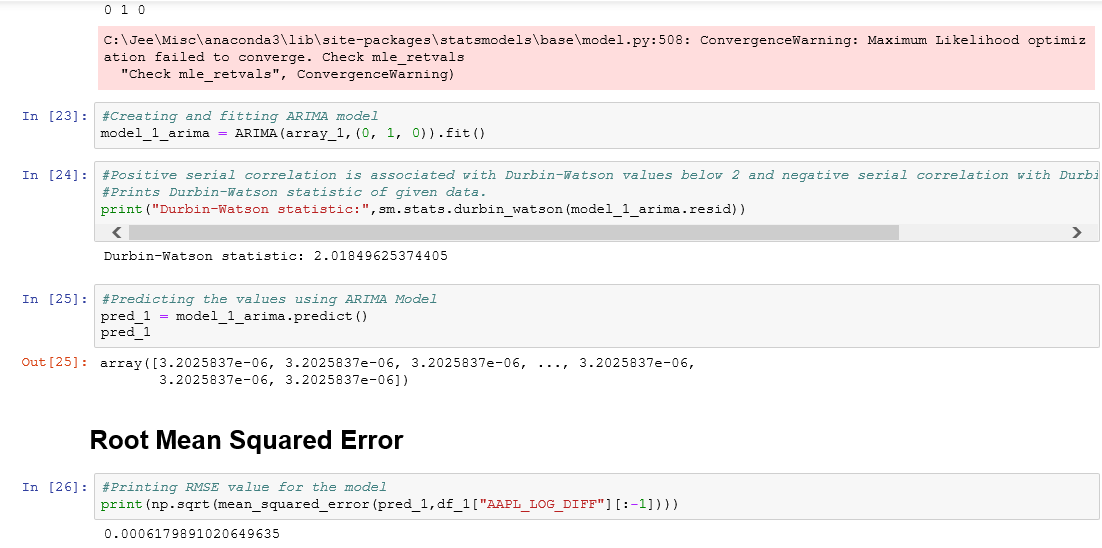 0 1 0
C:\Jee\Misc\anaconda3\lib\site-packages\statsmodels\base\model.py:508: ConvergenceWarning: Maximum Likelihood optimiz
ation failed to converge. Check mle_retvals
"Check mle_retvals", ConvergenceWarning)
In [23]: #Creating and fitting ARIMA model
model_1_arima = ARIMA(array_1,(0, 1, 0)).fit()
In [24]: #Positive serial correlation is associated with Durbin-Watson values below 2 and negative serial correlation with Durbi
#Prints Durbin-Watson statistic of given data.
print("Durbin-Watson statistic:",sm.stats.durbin_watson(model_1_arima.resid))
Durbin-Watson statistic: 2.01849625374405
In [25]: #Predicting the values using ARIMA Model
pred_1 = model_1_arima.predict()
pred_1
Out[25]: array([3.2025837e-06, 3.2025837e-06, 3.2025837e-06, ..., 3.2025837e-06,
3.2025837e-06, 3.2025837e-06])
Root Mean Squared Error
In [26]: #Printing RMSE value for the model
print(np.sqrt(mean_squared_error(pred_1,df_1["AAPL_LOG_DIFF"][:-1])))
0.0006179891020649635